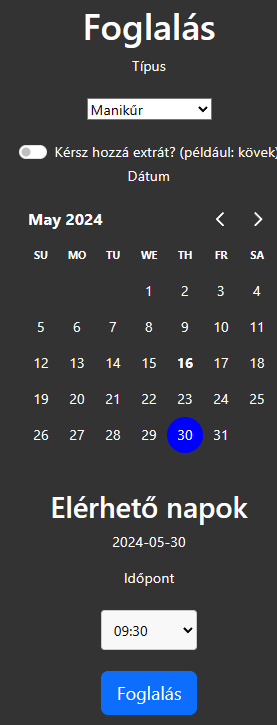 Foglalás
Típus
Manikűr
Kérsz hozzá extrát? (például: kövek)
Dátum
May 2024
SU MO TU WE TH FR SA
1 2 3 4
5 6 7 8 9 10 11
12 13 14 15 16 17 18
19 20 21 22 23 24 25
26 27 28 29 30 31
Elérhető napok
2024-05-30
Időpont
09:30
Foglalás